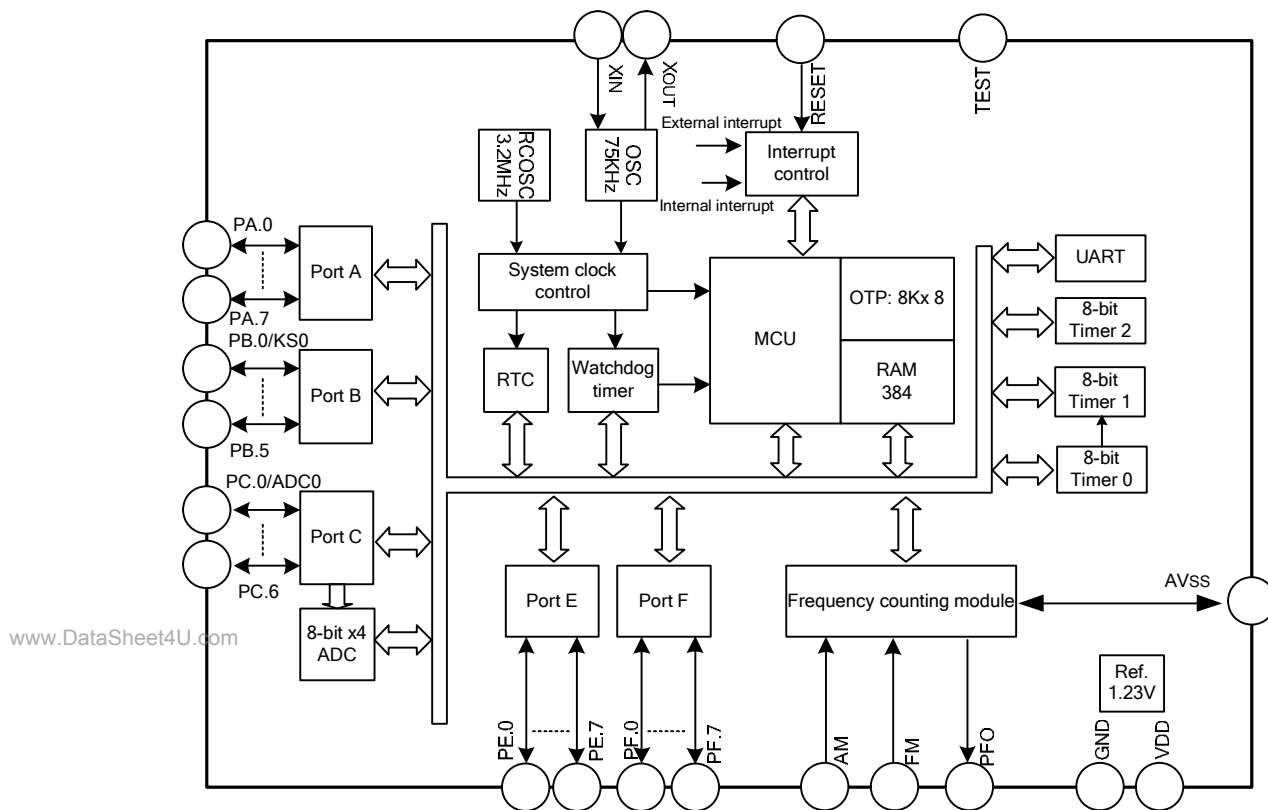 XIN
XOUT
RESET
TEST
External interrupt
Internal interrupt
RCOSC
3.2MHz
OSC
75KHz
Interrupt
control
PA.0
PA.7
Port A
System clock
control
MCU
OTP: 8Kx 8
RAM
384
UART
8-bit
Timer 2
PB.0/KS0
PB.5
Port B
RTC
Watchdog
timer
8-bit
Timer 1
8-bit
Timer 0
PC.0/ADC0
PC.6
Port C
8-bit x4
ADC
Port E
Port F
Frequency counting module
AVSS
www.DataSheet4U.com
Ref.
1.23V
PE.0
PE.7
PF.0
PF.7
AM
FM
PFO
GND
VDD